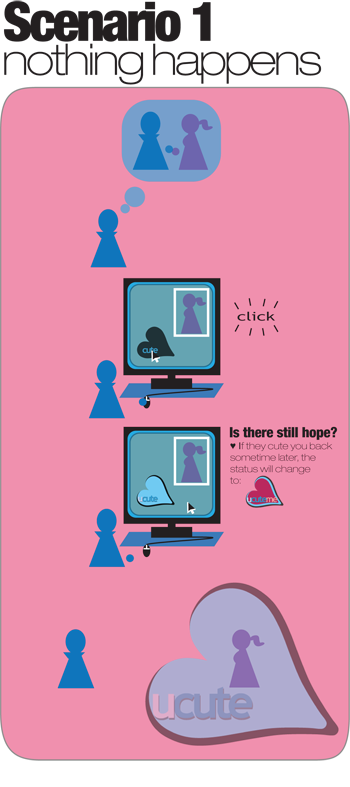 Scenario 1
nothing happens
click
cute
Is there still hope?
♥ If they cute you back
sometime later, the
status will change
to:
ucuteme
cute
ucute